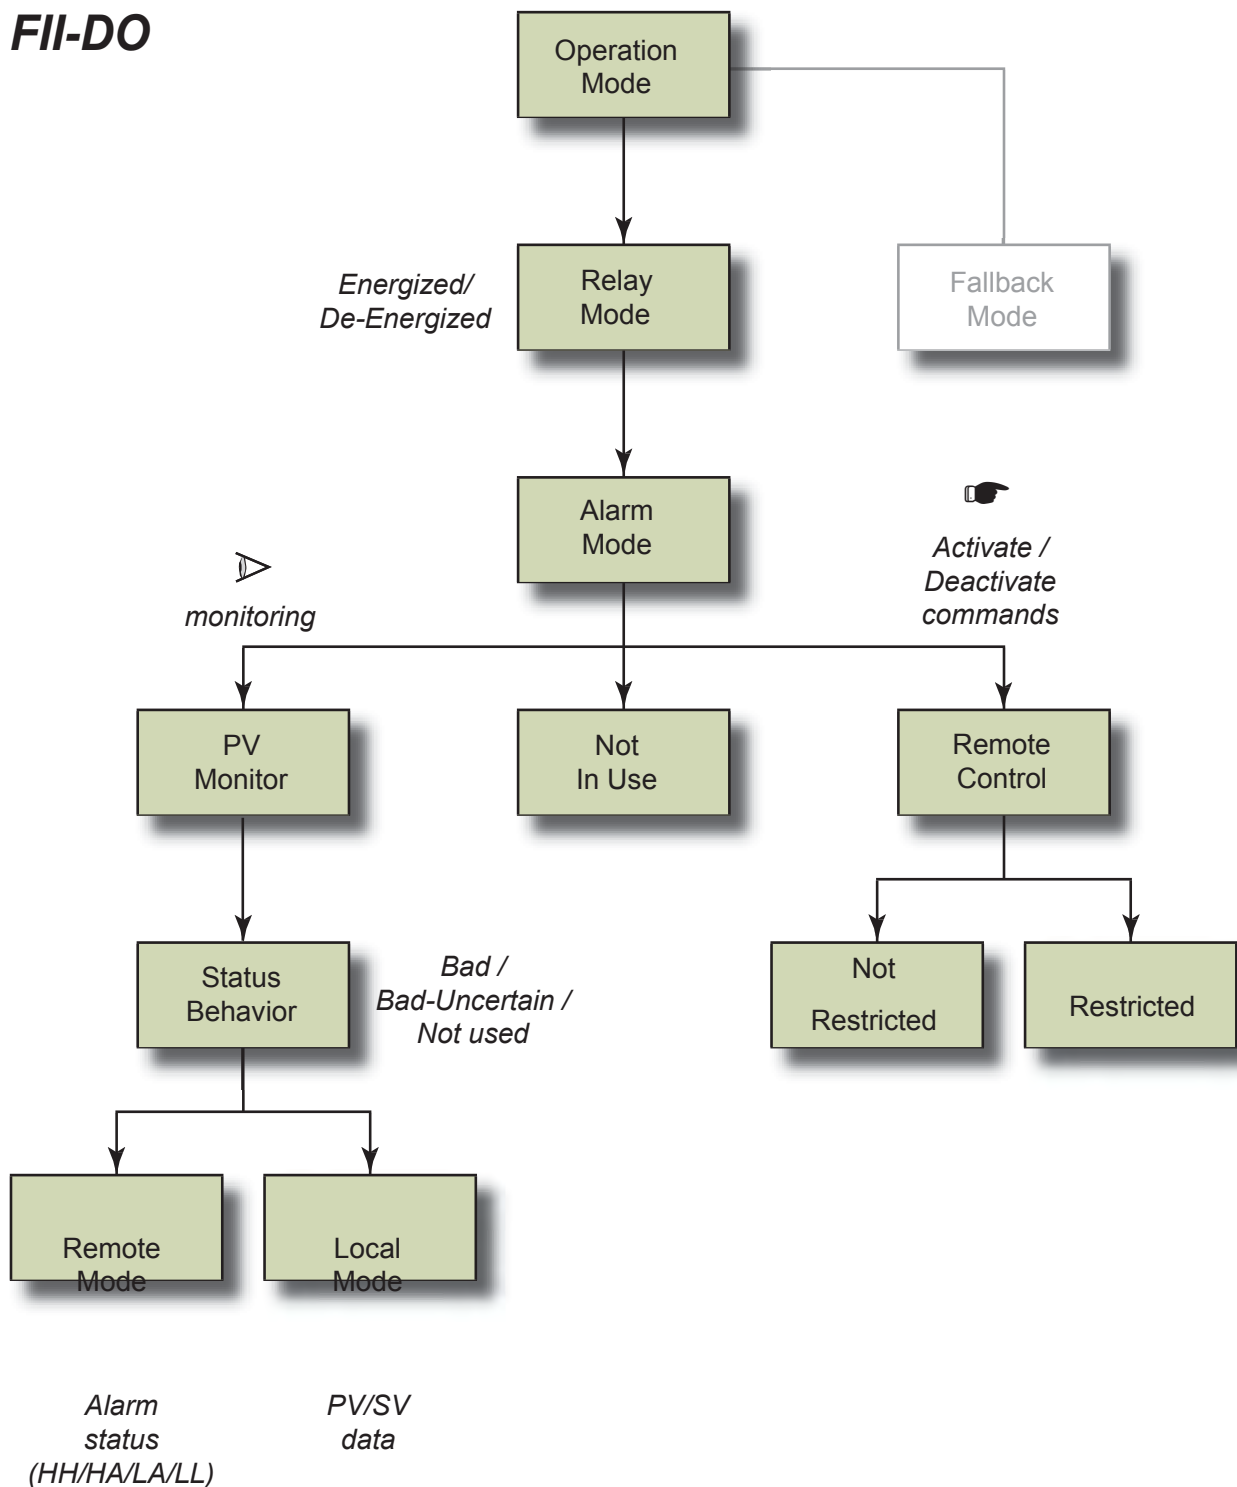 FII-DO
Operation
Mode
Energized/
De-Energized
Relay
Mode
Fallback
Mode
Alarm
Mode
monitoring
Activate /
Deactivate
commands
PV
Monitor
Not
In Use
Remote
Control
Status
Behavior
Bad /
Bad-Uncertain /
Not used
Not
Restricted
Restricted
Remote
Mode
Local
Mode
Alarm
status
(HH/HA/LA/LL)
PV/SV
data